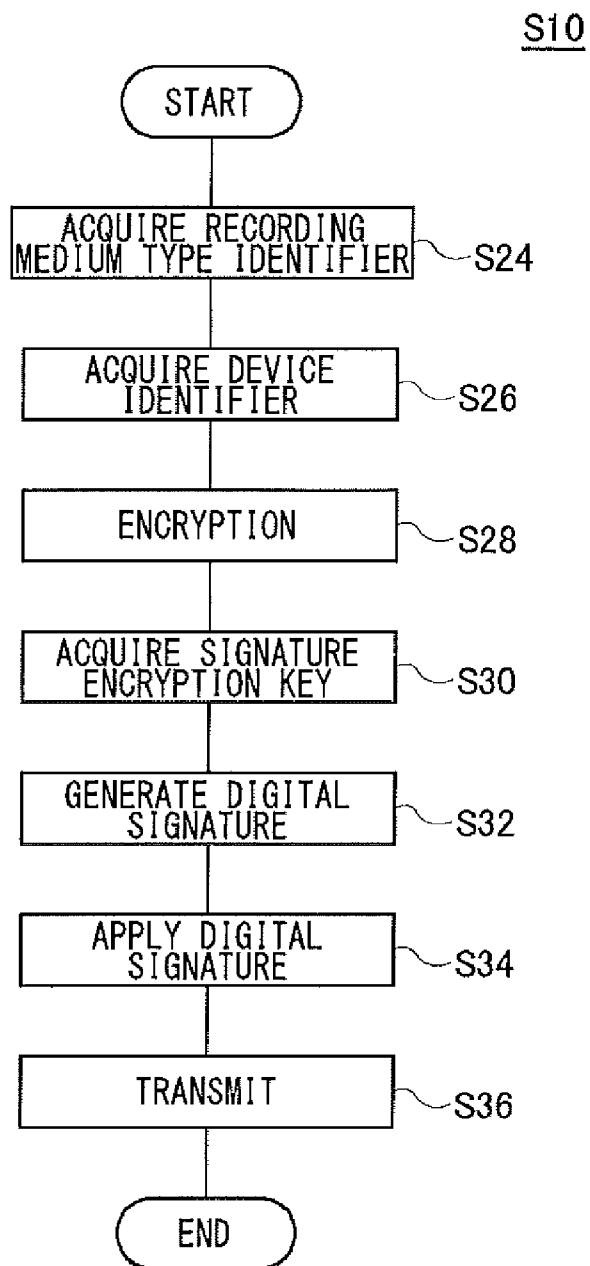 S10
START
ACQUIRE RECORDING
MEDIUM TYPE IDENTIFIER
S24
ACQUIRE DEVICE
IDENTIFIER
S26
ENCRYPTION
S28
ACQUIRE SIGNATURE
ENCRYPTION KEY
S30
GENERATE DIGITAL
SIGNATURE
S32
APPLY DIGITAL
SIGNATURE
S34
TRANSMIT
S36
END